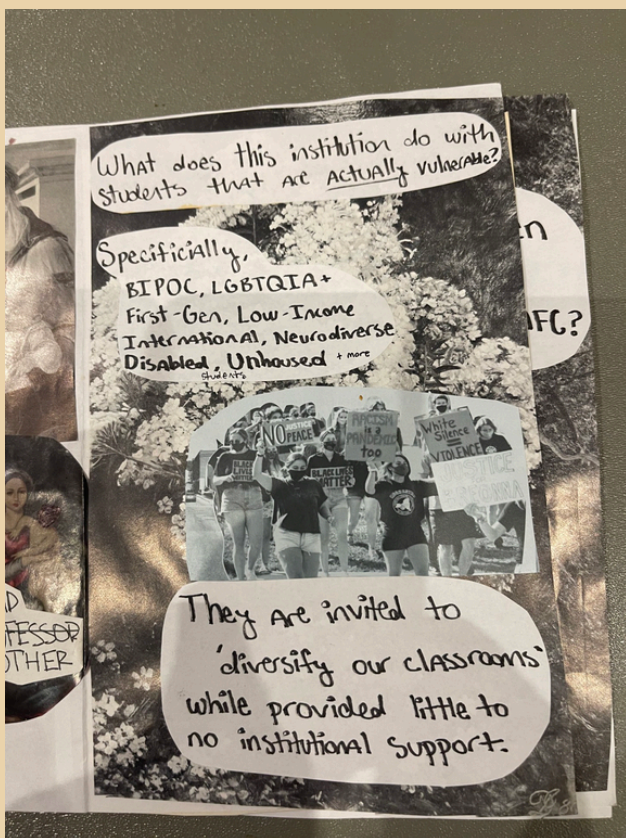 What does this institution do with
students that are actually vulnerable?
Specificially,
BIPOC, LGBTQIA+
First-Gen, Low-Income
International, Neurodiverse
Disabled, Unhoused + more
students
NO JUSTICE
PEACE
RACISM
is a
PANDEMIC
too
White
Silence
=
VIOLENCE
BLACK
LIVES
MATTER
BLACK LIVES
MATTER
JUSTICE
They are invited to
'diversify our classrooms'
while provided little to
no institutional support.
FESSOR
OTHER
FC?